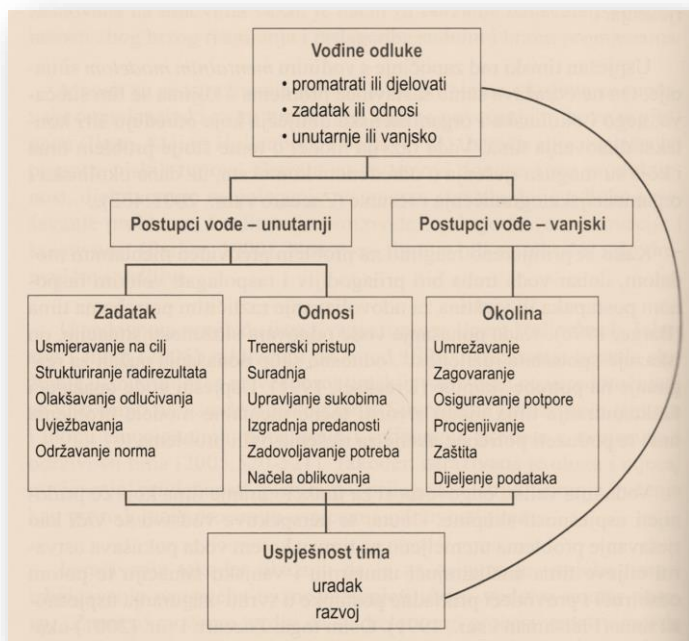 Vođine odluke
• promatrati ili djelovati
• zadatak ili odnosi
• unutarnje ili vanjsko
Postupci vođe – unutarnji
Postupci vođe – vanjski
Zadatak
Usmjeravanje na cilj
Strukturiranje radirezultata
Olakšavanje odlučivanja
Uvježbavanja
Održavanje norma
Odnosi
Trenerski pristup
Suradnja
Upravljanje sukobima
Izgradnja predanosti
Zadovoljavanje potreba
Načela oblikovanja
Okolina
Umrežavanje
Zagovaranje
Osiguravanje potpore
Procjenjivanje
Zaštita
Dijeljenje podataka
Uspješnost tima
uradak
razvoj